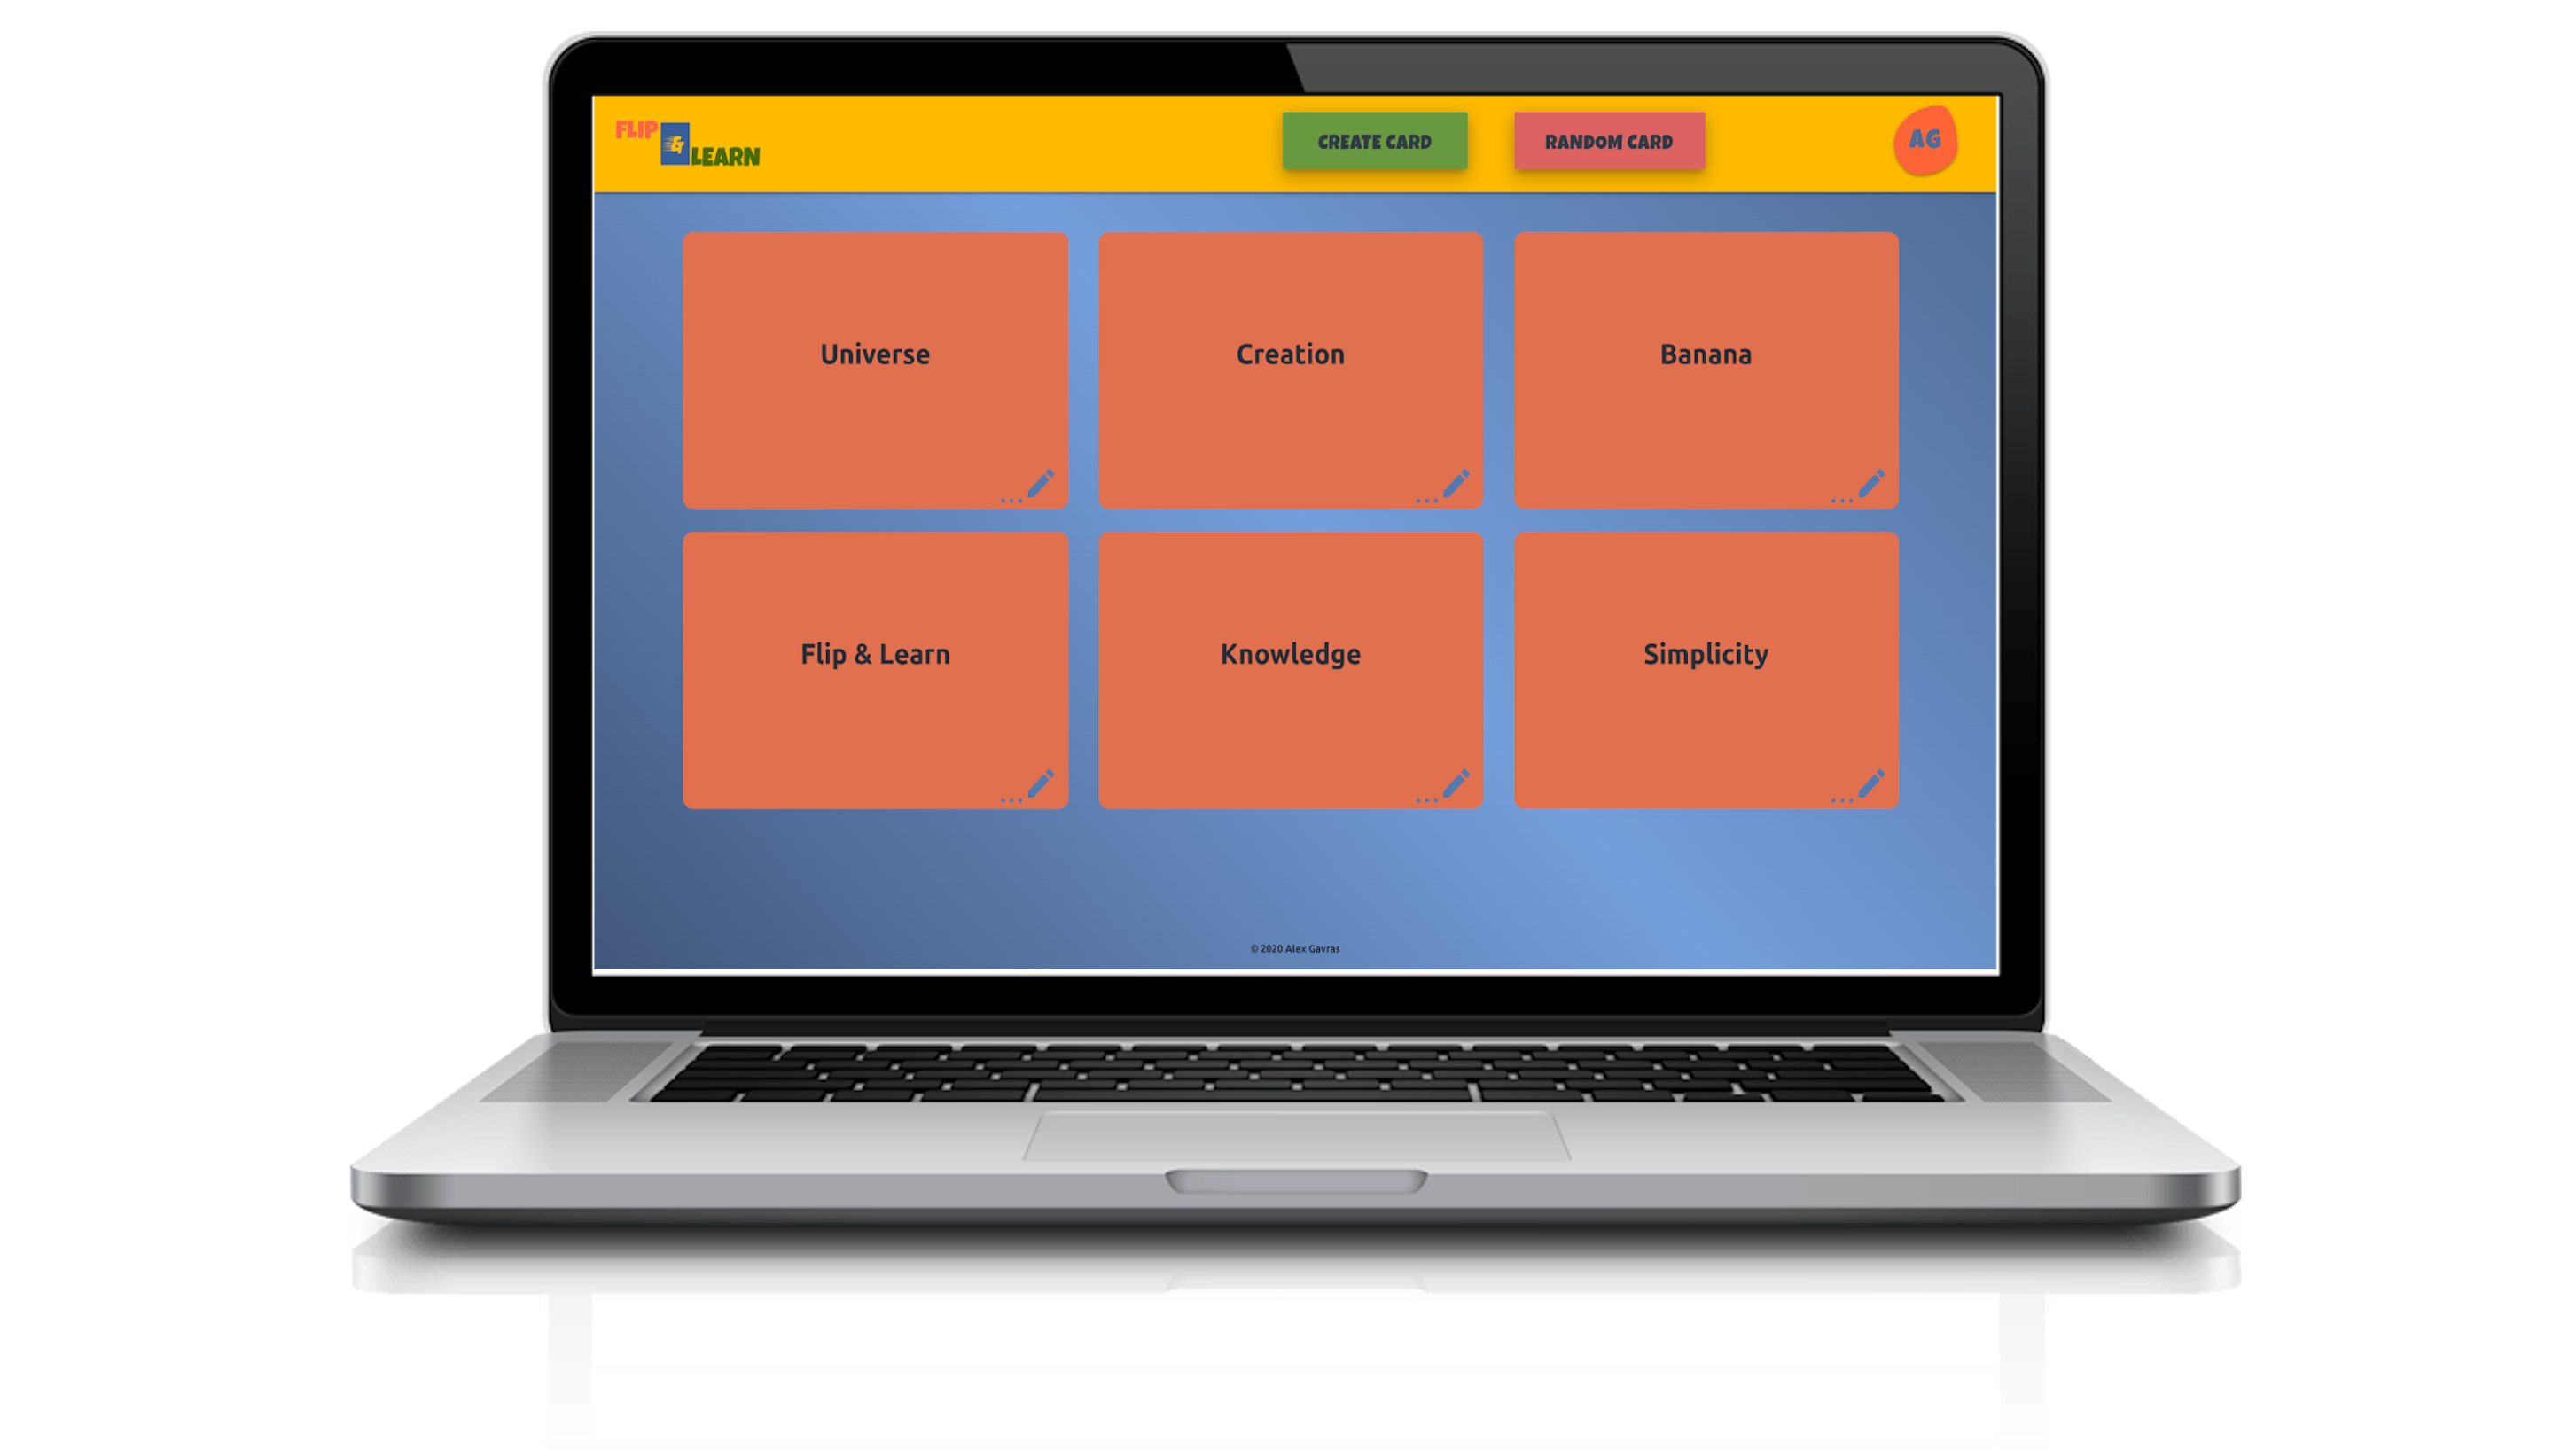 FLIP
&
LEARN
CREATE CARD
RANDOM CARD
AG
Universe
Creation
Banana
...
...
...
Flip & Learn
Knowledge
Simplicity
...
...
...
© 2020 Alex Gavras